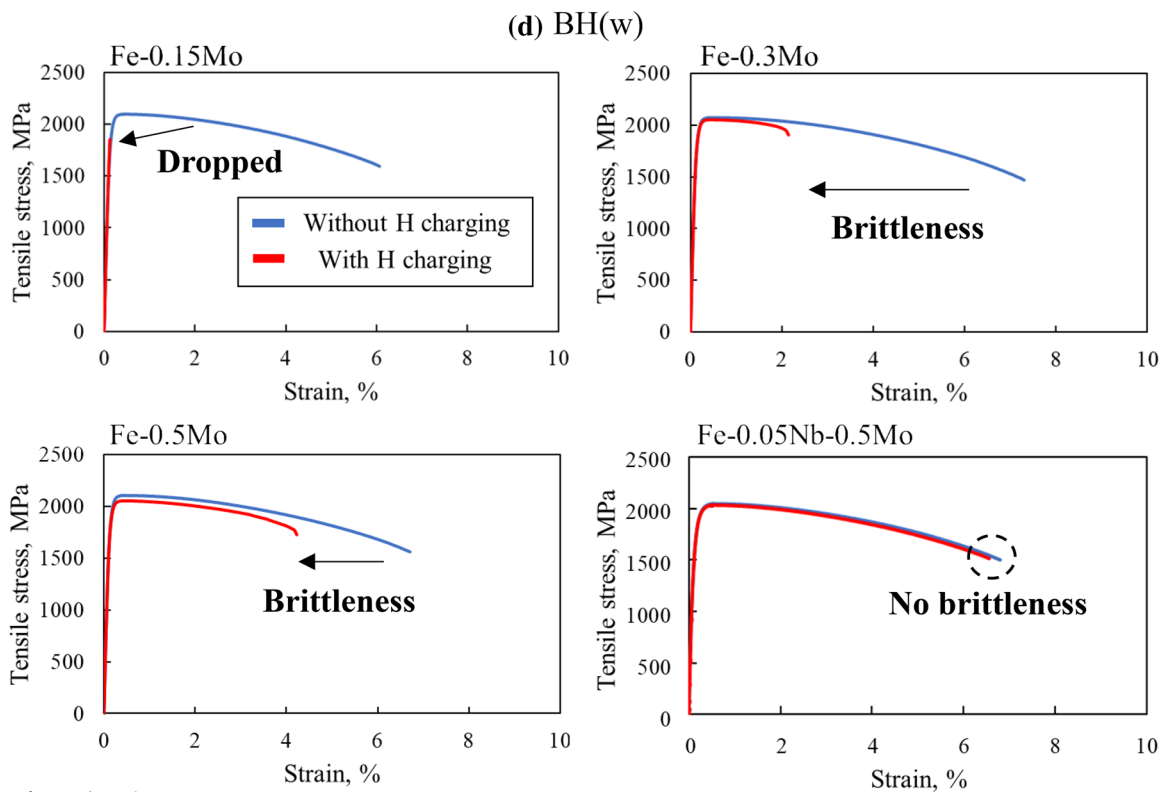 (d) BH(w)
Fe-0.15Mo
2500
2000
1500
1000
500
0
Tensile stress, MPa
Dropped
Without H charging
With H charging
0 2 4 6 8 10
Strain, %
Fe-0.3Mo
2500
2000
1500
1000
500
0
Tensile stress, MPa
Brittleness
0 2 4 6 8 10
Strain, %
Fe-0.5Mo
2500
2000
1500
1000
500
0
Tensile stress, MPa
Brittleness
0 2 4 6 8 10
Strain, %
Fe-0.05Nb-0.5Mo
2500
2000
1500
1000
500
0
Tensile stress, MPa
No brittleness
0 2 4 6 8 10
Strain, %